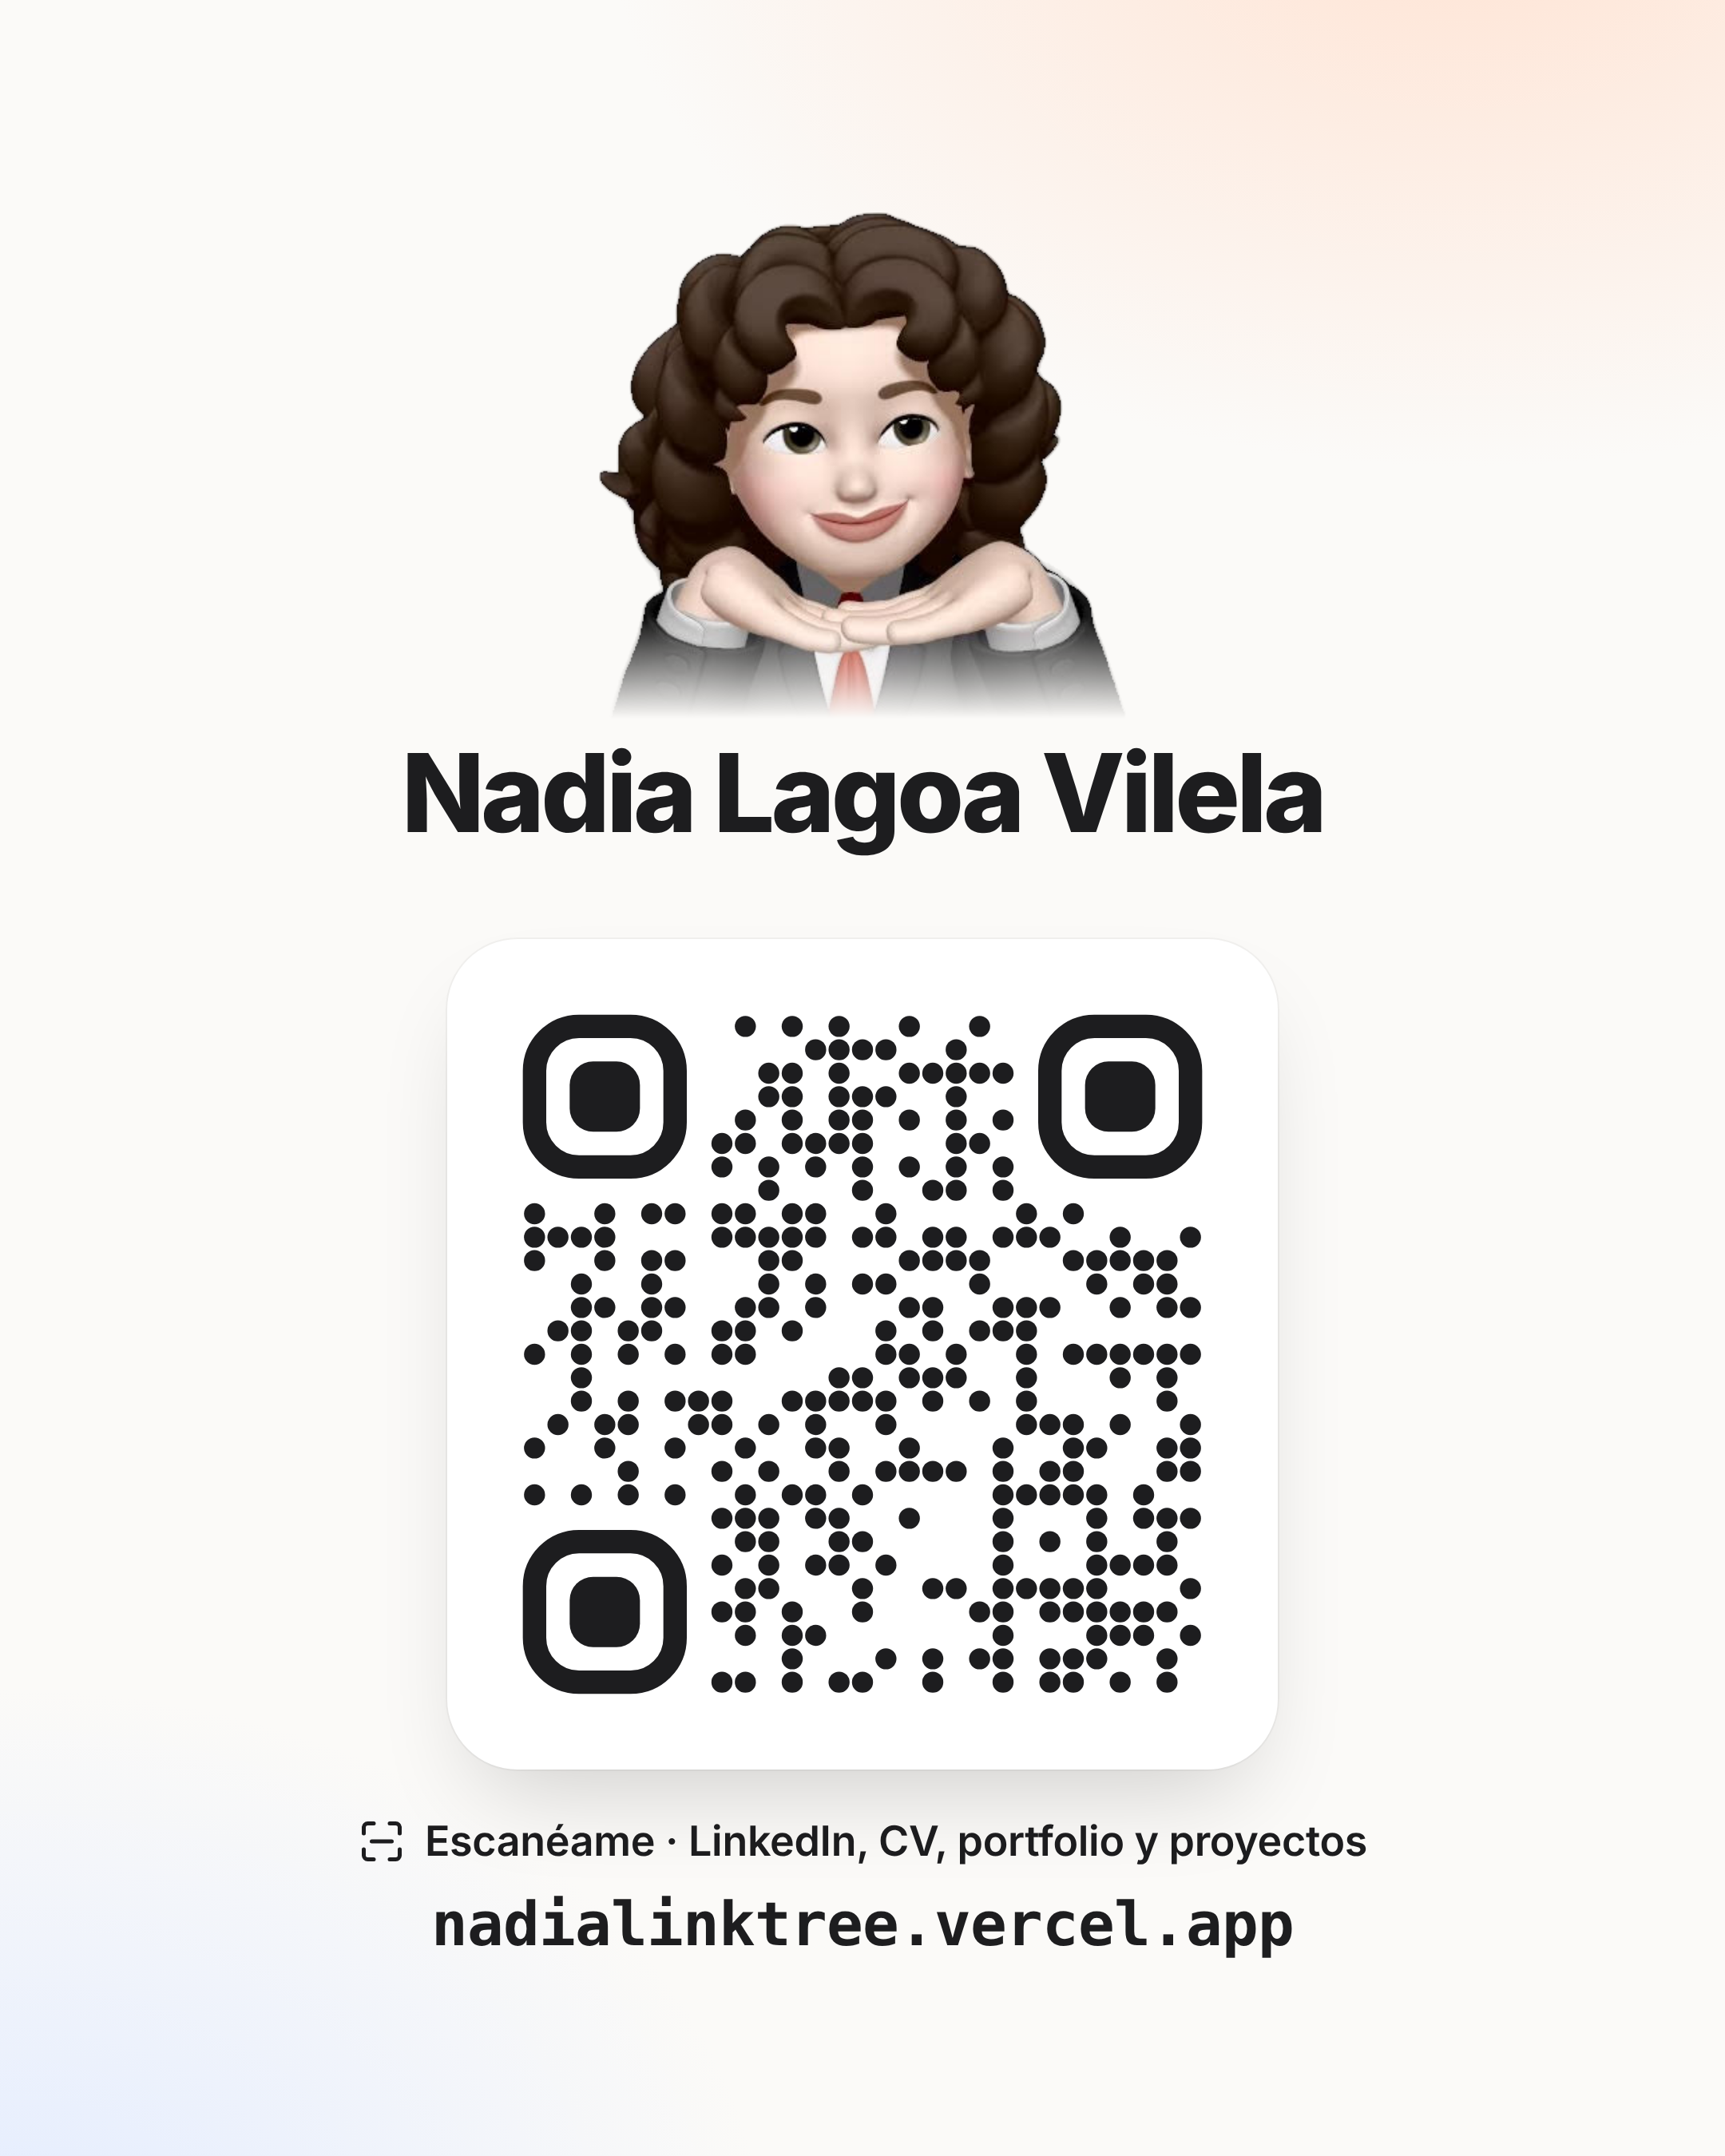 Nadia Lagoa Vilela
Escanéame · LinkedIn, CV, portfolio y proyectos
nadialinktree.vercel.app